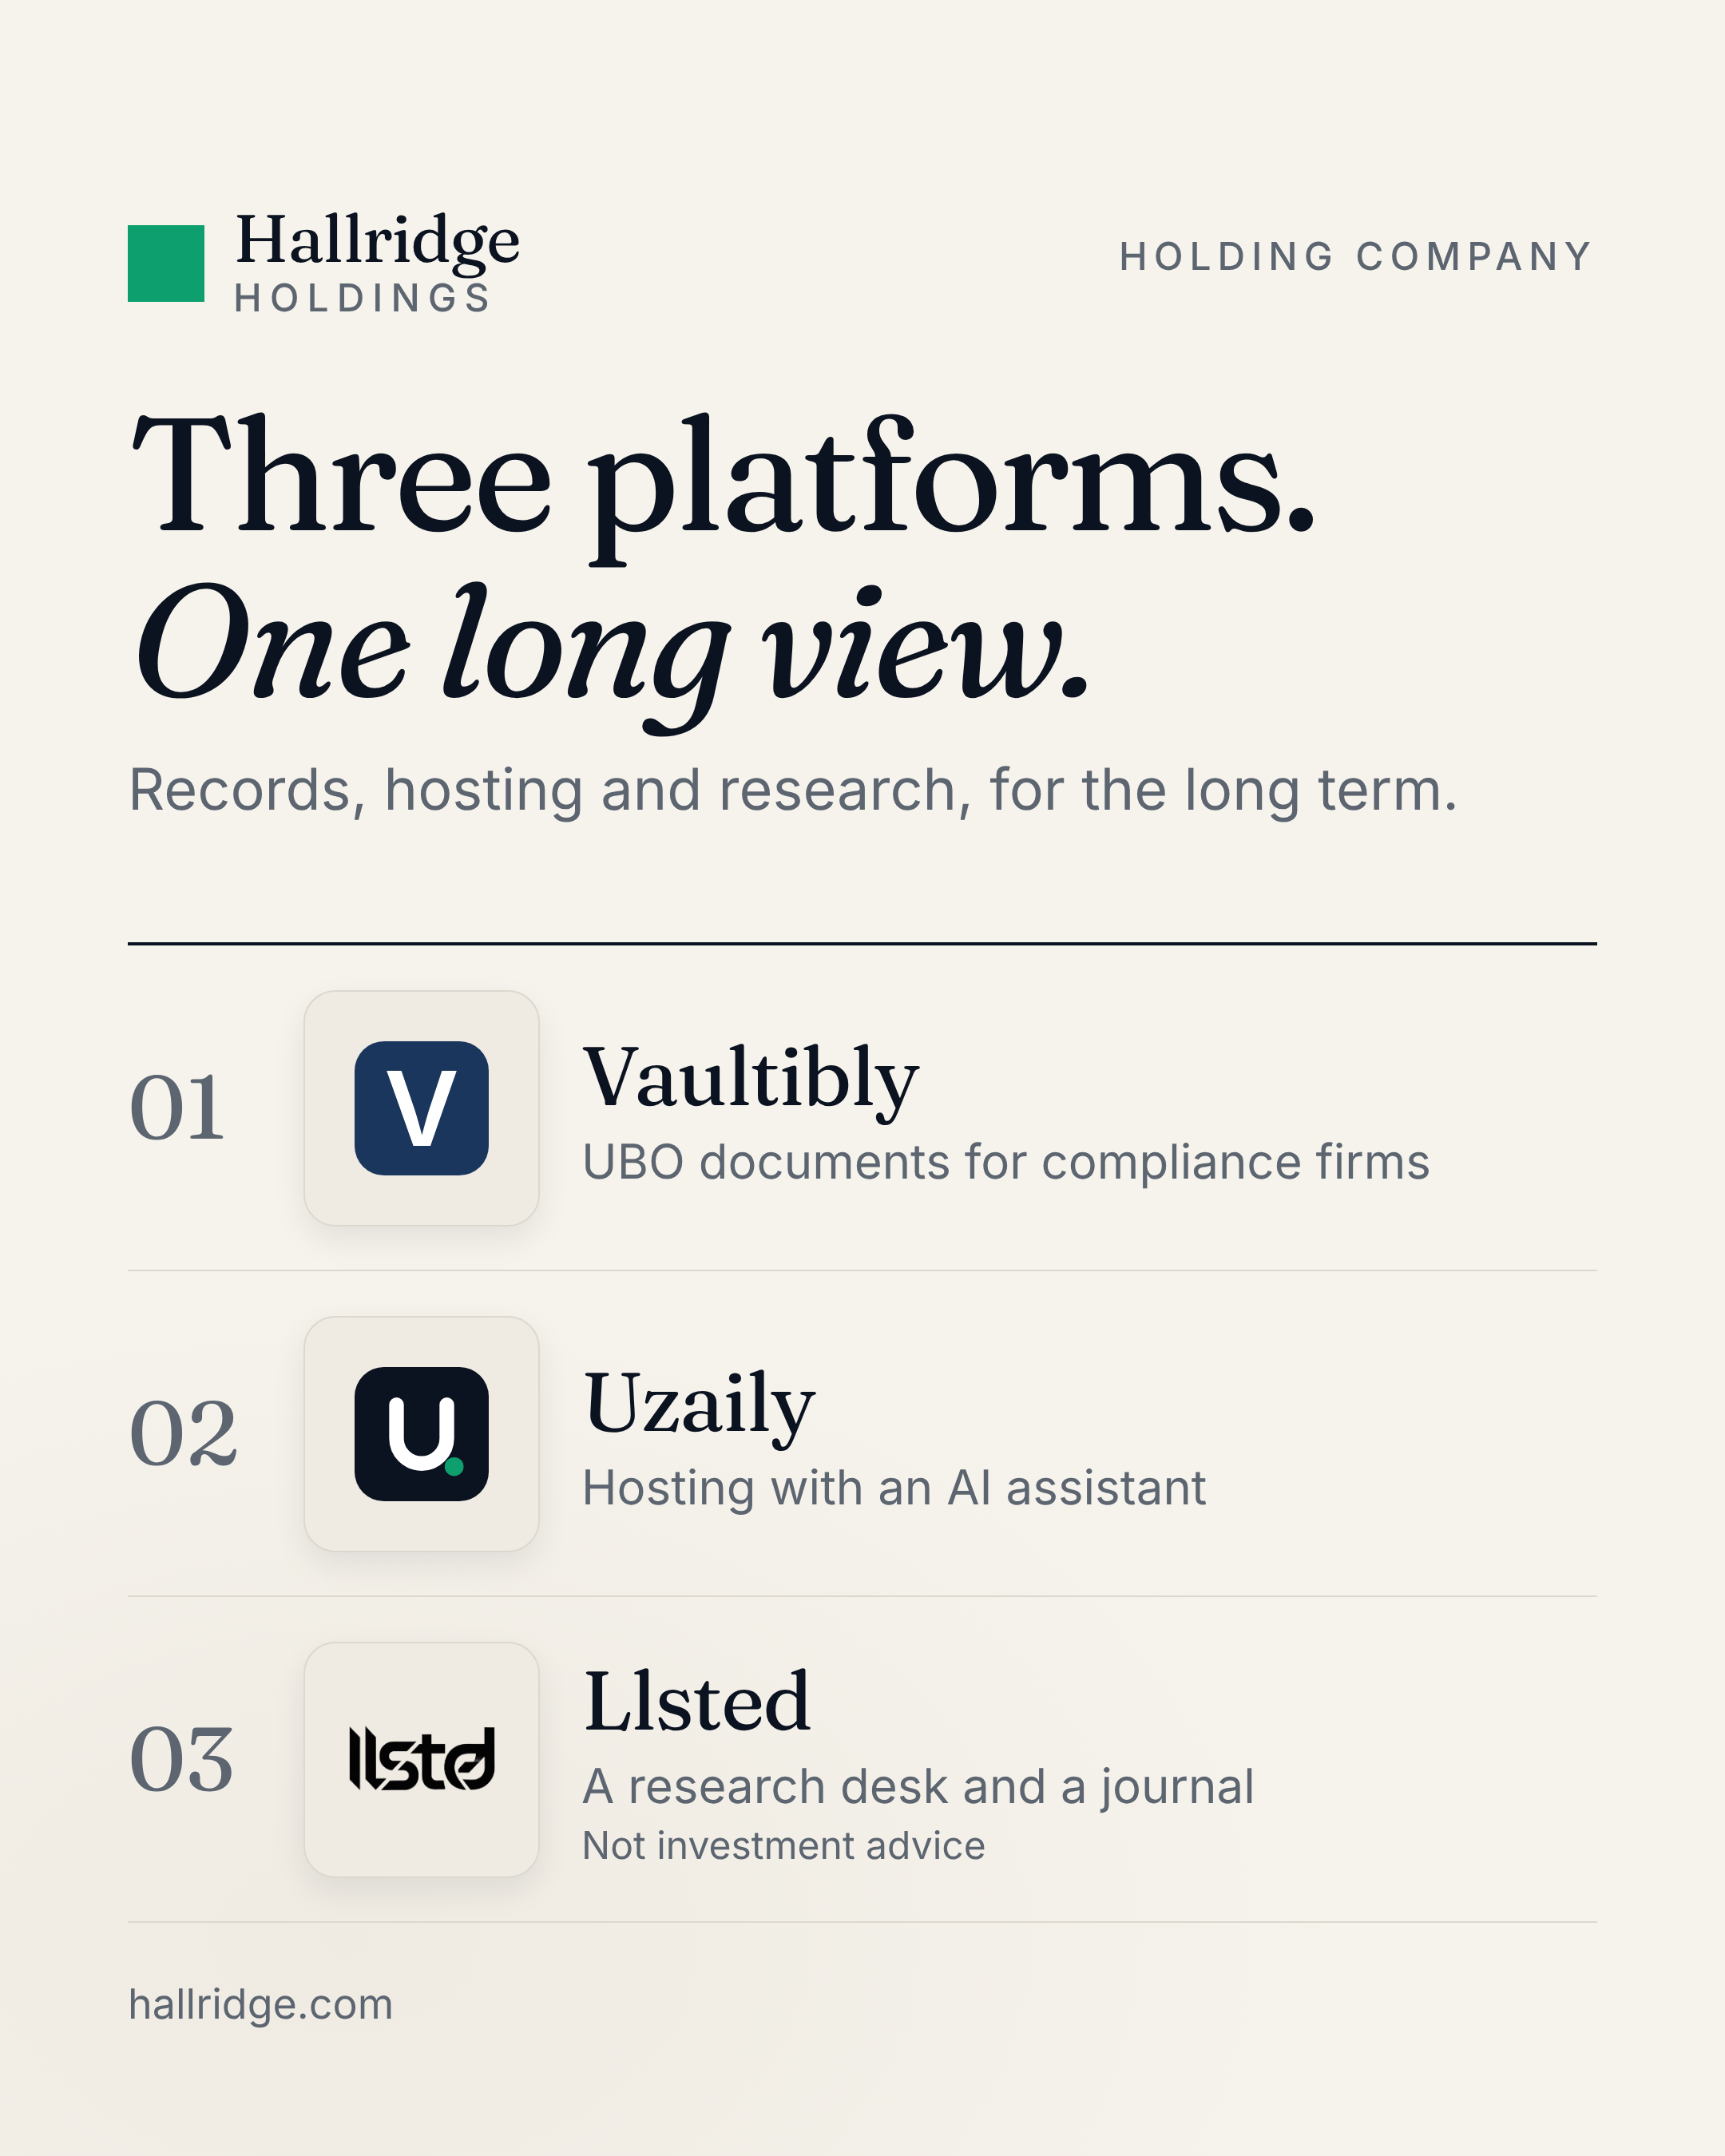 Hallridge
HOLDINGS
HOLDING COMPANY
Three platforms.
One long view.
Records, hosting and research, for the long term.
01
V
Vaultibly
UBO documents for compliance firms
02
U
Uzaily
Hosting with an AI assistant
03
llsted
Llsted
A research desk and a journal
Not investment advice
hallridge.com